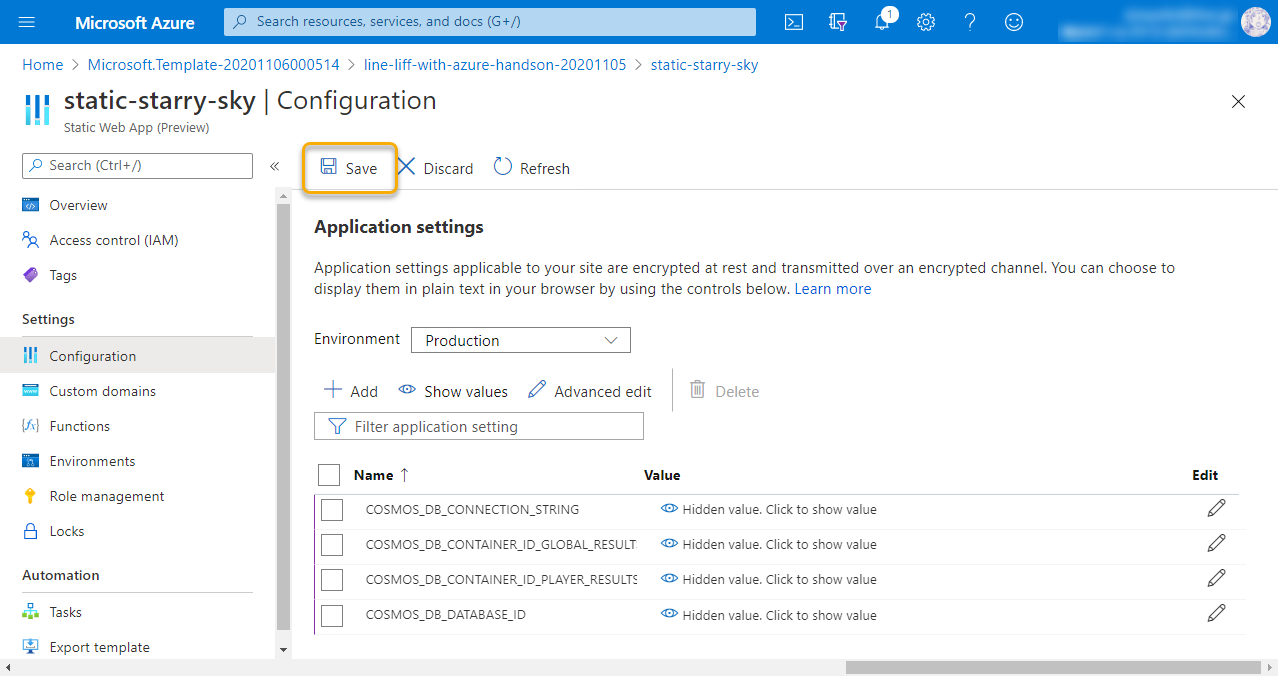 Microsoft Azure
Search resources, services, and docs (G+/)
1
Home > Microsoft.Template-20201106000514 > line-liff-with-azure-handson-20201105 > static-starry-sky
static-starry-sky | Configuration
Static Web App (Preview)
Search (Ctrl+/)
«
Save
Discard
Refresh
Overview
Access control (IAM)
Tags
Settings
Configuration
Custom domains
Functions
Environments
Role management
Locks
Automation
Tasks
Export template
Application settings
Application settings applicable to your site are encrypted at rest and transmitted over an encrypted channel. You can choose to
display them in plain text in your browser by using the controls below. Learn more
Environment Production
Add Show values Advanced edit Delete
Filter application setting
Name ↑ Value Edit
COSMOS_DB_CONNECTION_STRING Hidden value. Click to show value
COSMOS_DB_CONTAINER_ID_GLOBAL_RESULT Hidden value. Click to show value
COSMOS_DB_CONTAINER_ID_PLAYER_RESULTS Hidden value. Click to show value
COSMOS_DB_DATABASE_ID Hidden value. Click to show value